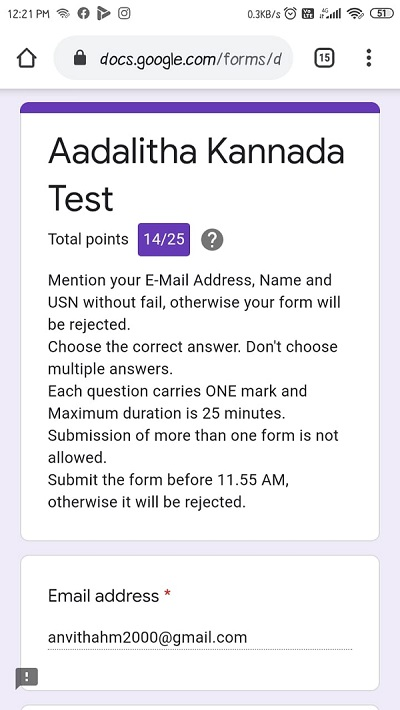 12:21 PM 0.3KB/s 4G 51
docs.google.com/forms/d 15
Aadalitha Kannada
Test
Total points 14/25 ?
Mention your E-Mail Address, Name and
USN without fail, otherwise your form will
be rejected.
Choose the correct answer. Don't choose
multiple answers.
Each question carries ONE mark and
Maximum duration is 25 minutes.
Submission of more than one form is not
allowed.
Submit the form before 11.55 AM,
otherwise it will be rejected.
Email address *
anvithahm2000@gmail.com